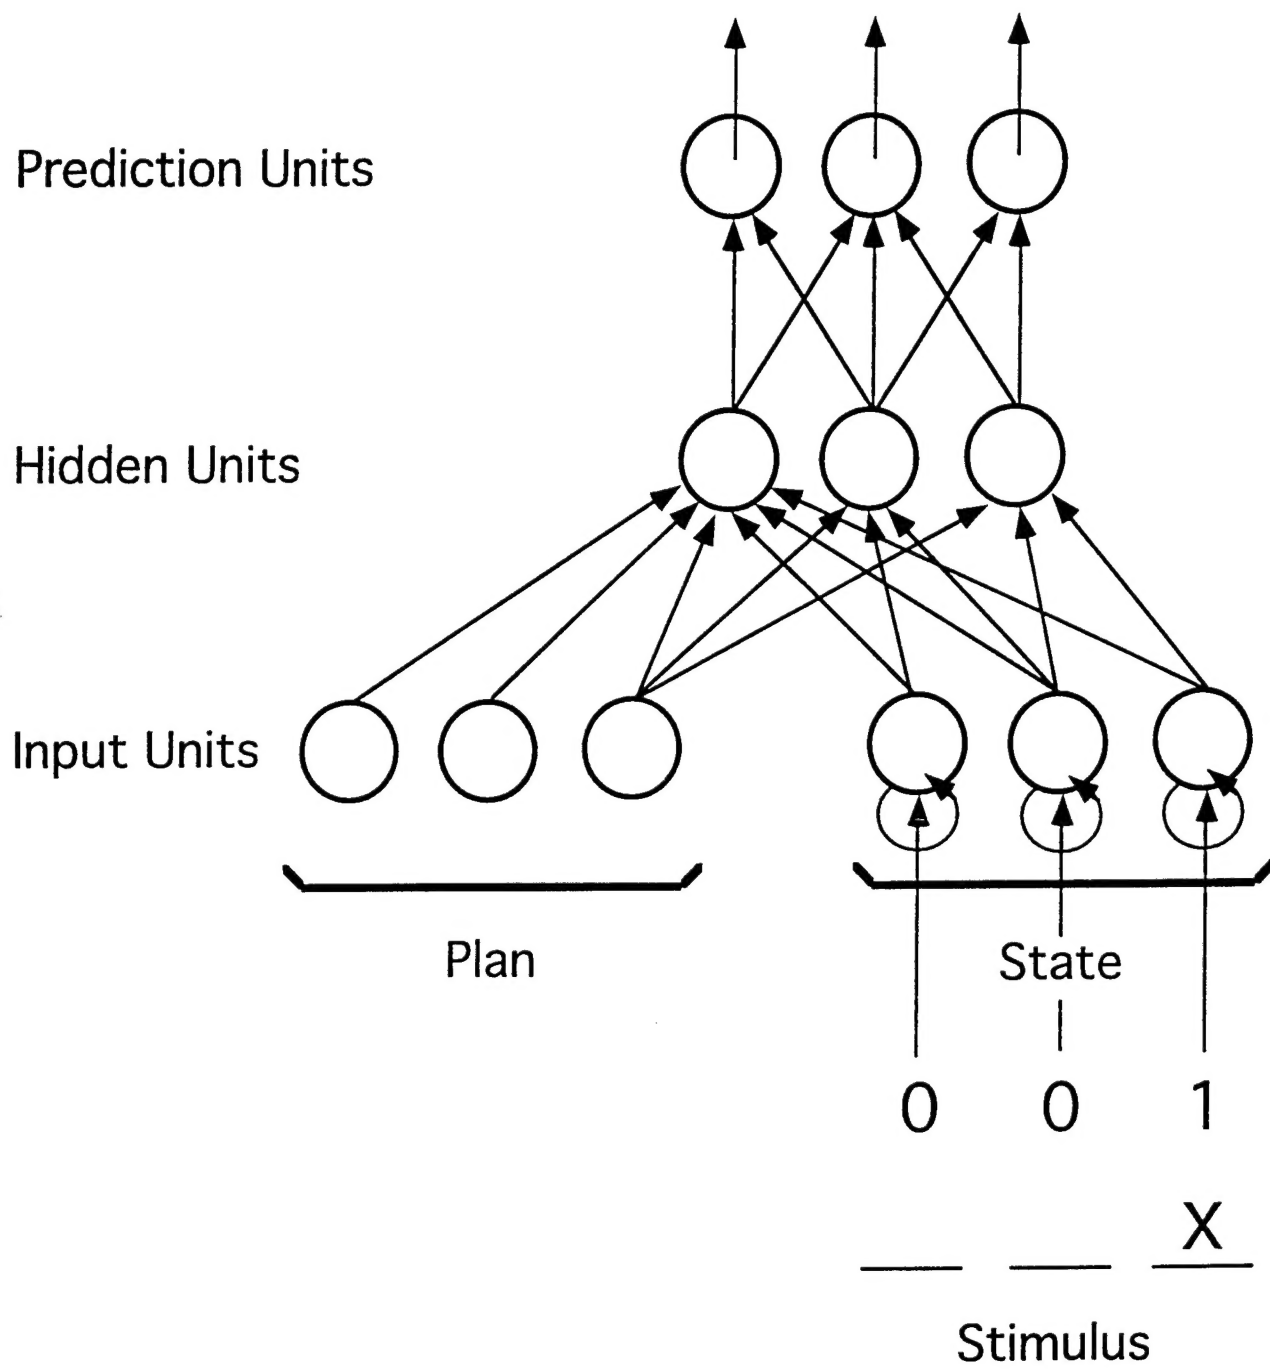 Prediction Units
Hidden Units
Input Units
Plan
State
0 0 1
X
Stimulus